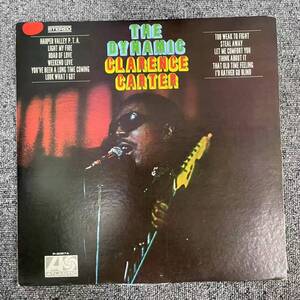 STEREO
THE
DYNAMIC
CLARENCE
CARTER
HARPER VALLEY P.T.A.
LIGHT MY FIRE
ROAD OF LOVE
WEEKEND LOVE
YOU'VE BEEN A LONG TIME COMING
LOOK WHAT I GOT
TOO WEAK TO FIGHT
STEAL AWAY
LET ME COMFORT YOU
THINK ABOUT IT
THAT OLD TIME FEELING
I'D RATHER GO BLIND